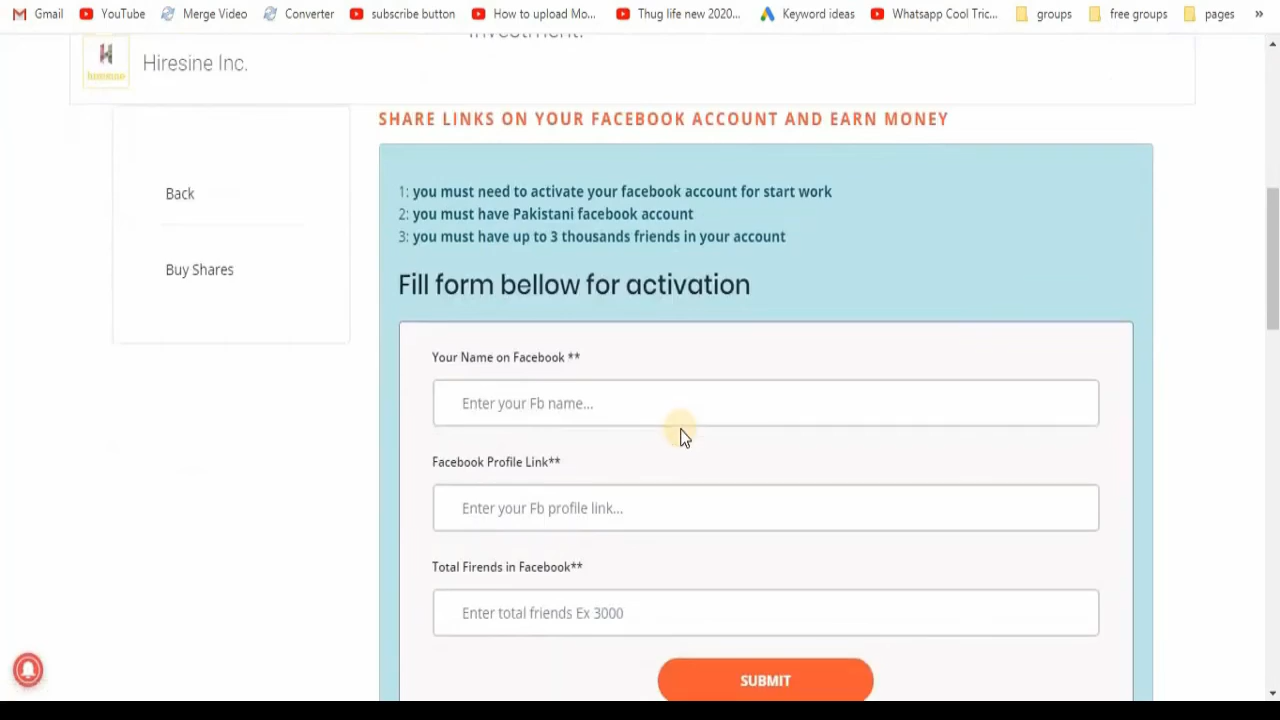 Gmail YouTube Merge Video Converter subscribe button How to upload Mo... Thug life new 2020... Keyword ideas Whatsapp Cool Tric... groups free groups pages »
Investment!
H
hiresine
Hiresine Inc.
Back
Buy Shares
SHARE LINKS ON YOUR FACEBOOK ACCOUNT AND EARN MONEY
1: you must need to activate your facebook account for start work
2: you must have Pakistani facebook account
3: you must have up to 3 thousands friends in your account
Fill form bellow for activation
Your Name on Facebook **
Enter your Fb name...
Facebook Profile Link**
Enter your Fb profile link...
Total Firends in Facebook**
Enter total friends Ex 3000
SUBMIT